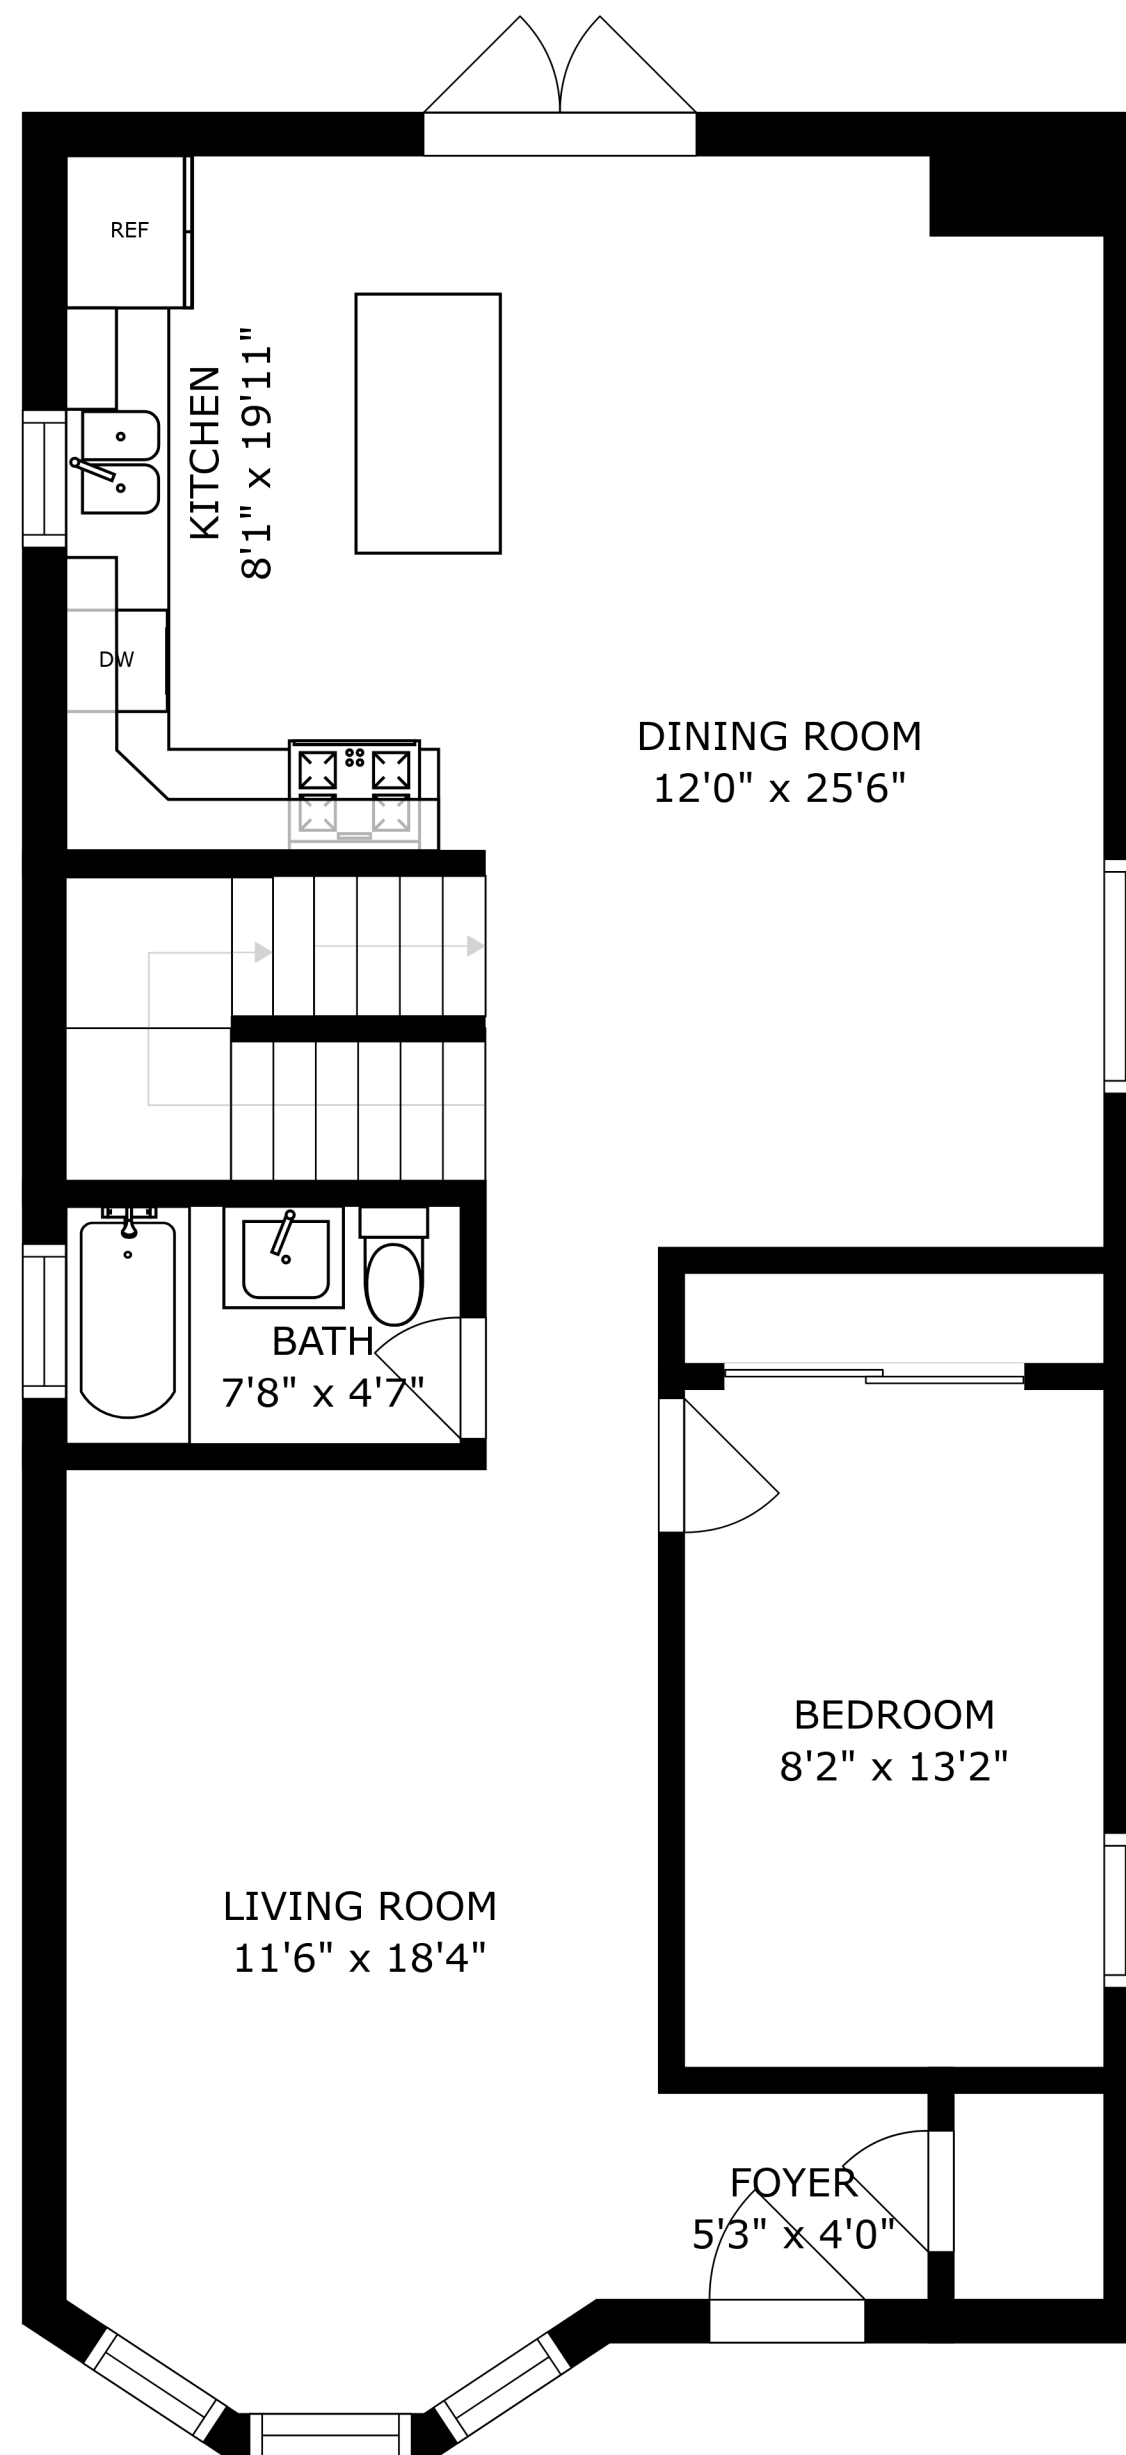 REF
KITCHEN
8'1" x 19'11"
DW
DINING ROOM
12'0" x 25'6"
BATH
7'8" x 4'7"
BEDROOM
8'2" x 13'2"
LIVING ROOM
11'6" x 18'4"
FOYER
5'3" x 4'0"